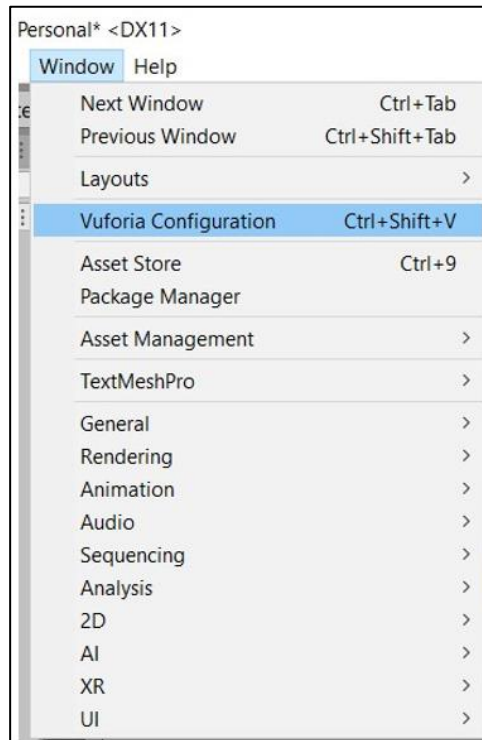 Personal* <DX11>
Window Help
Next Window Ctrl+Tab
Previous Window Ctrl+Shift+Tab
Layouts
Vuforia Configuration Ctrl+Shift+V
Asset Store Ctrl+9
Package Manager
Asset Management
TextMeshPro
General
Rendering
Animation
Audio
Sequencing
Analysis
2D
AI
XR
UI